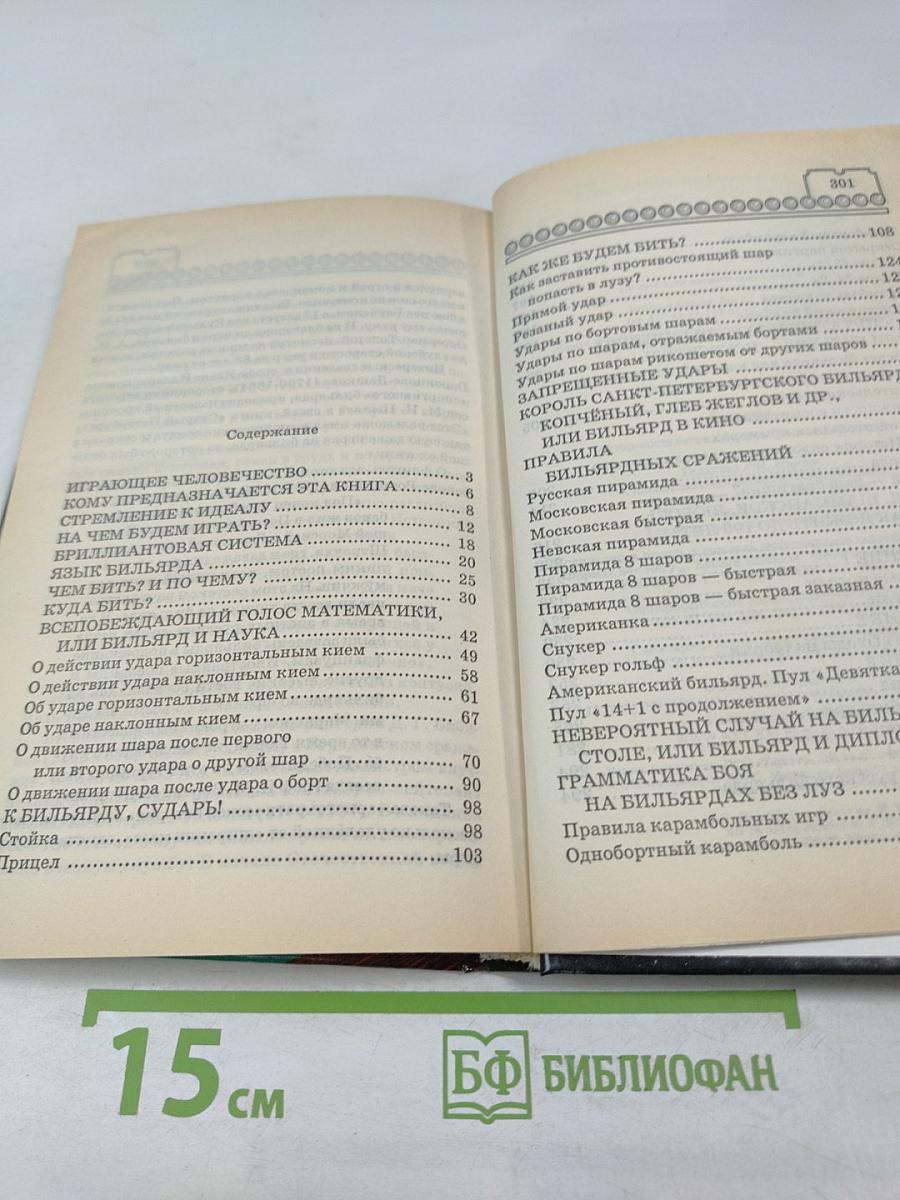 Содержание
ИГРАЮЩЕЕ ЧЕЛОВЕЧЕСТВО 3
КОМУ ПРЕДНАЗНАЧАЕТСЯ ЭТА КНИГА 6
СТРЕМЛЕНИЕ К ИДЕАЛУ 8
НА ЧЕМ БУДЕМ ИГРАТЬ? 12
БРИЛЛИАНТОВАЯ СИСТЕМА 18
ЯЗЫК БИЛЬЯРДА 20
ЧЕМ БИТЬ? И ПО ЧЕМУ? 25
КУДА БИТЬ? 30
ВСЕПОБЕЖДАЮЩИЙ ГОЛОС МАТЕМАТИКИ,
ИЛИ БИЛЬЯРД И НАУКА 42
О действии удара горизонтальным кием 49
О действии удара наклонным кием 58
Об ударе горизонтальным кием 61
Об ударе наклонным кием 67
О движении шара после первого
или второго удара о другой шар 70
О движении шара после удара о борт 90
К БИЛЬЯРДУ, СУДАРЬ! 98
Стойка 98
Прицел 103
301
КАК ЖЕ БУДЕМ БИТЬ? 108
Как заставить противостоящий шар
попасть в лузу? 124
Прямой удар
Резаный удар
Удары по бортовым шарам
Удары по шарам, отражаемым бортами
Удары по шарам рикошетом от других шаров
ЗАПРЕЩЕННЫЕ УДАРЫ
КОРОЛЬ САНКТ-ПЕТЕРБУРГСКОГО БИЛЬЯРД
КОПЧЁНЫЙ, ГЛЕБ ЖЕГЛОВ И ДР.,
ИЛИ БИЛЬЯРД В КИНО
ПРАВИЛА
БИЛЬЯРДНЫХ СРАЖЕНИЙ
Русская пирамида
Московская пирамида
Московская быстрая
Невская пирамида
Пирамида 8 шаров
Пирамида 8 шаров — быстрая
Пирамида 8 шаров — быстрая заказная
Американка
Снукер
Снукер гольф
Американский бильярд. Пул «Девятка
Пул «14+1 с продолжением»
НЕВЕРОЯТНЫЙ СЛУЧАЙ НА БИЛЬ
СТОЛЕ, ИЛИ БИЛЬЯРД И ДИПЛО
ГРАММАТИКА БОЯ
НА БИЛЬЯРДАХ БЕЗ ЛУЗ
Правила карамбольных игр
Однобортный карамболь
15 см
БФ БИБЛИОФАН